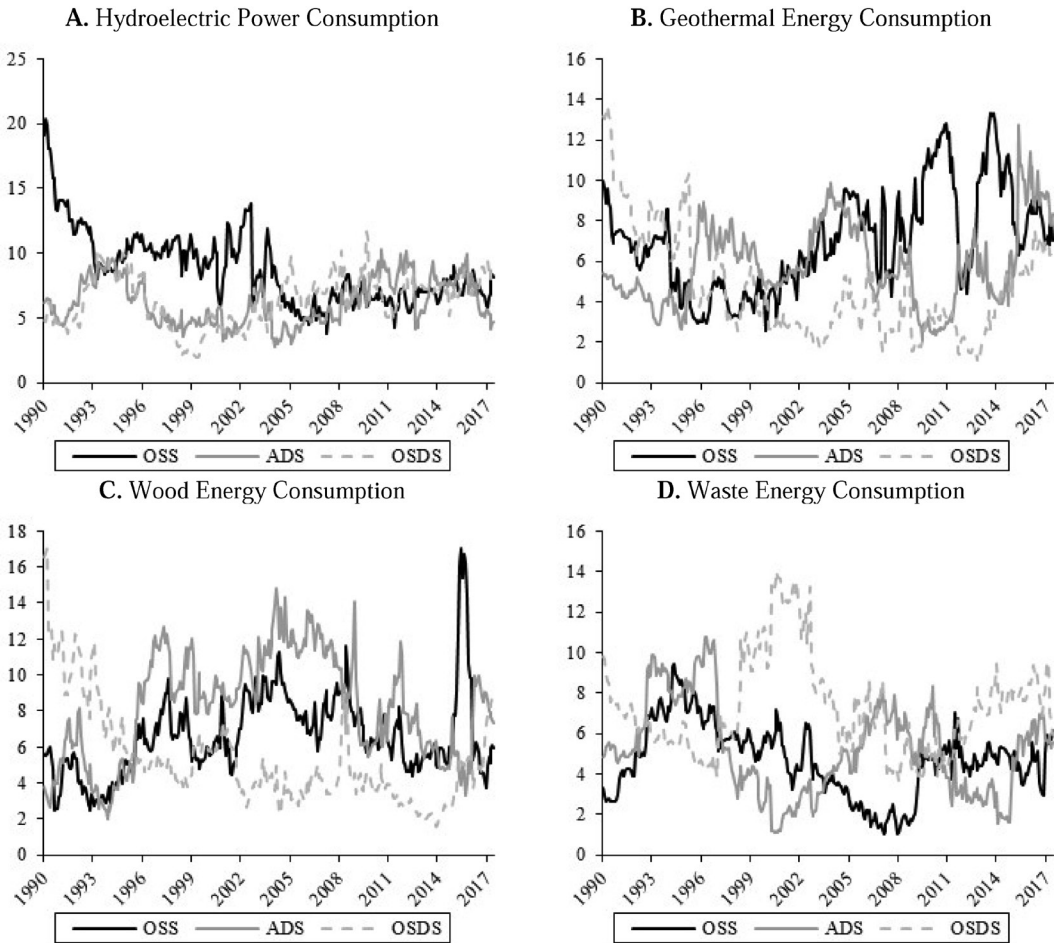 A. Hydroelectric Power Consumption
25
20
15
10
5
0
1990 1993 1996 1999 2002 2005 2008 2011 2014 2017
OSS ADS OSDS
B. Geothermal Energy Consumption
16
14
12
10
8
6
4
2
0
1990 1993 1996 1999 2002 2005 2008 2011 2014 2017
OSS ADS OSDS
C. Wood Energy Consumption
18
16
14
12
10
8
6
4
2
0
1990 1993 1996 1999 2002 2005 2008 2011 2014 2017
OSS ADS OSDS
D. Waste Energy Consumption
16
14
12
10
8
6
4
2
0
1990 1993 1996 1999 2002 2005 2008 2011 2014 2017
OSS ADS OSDS